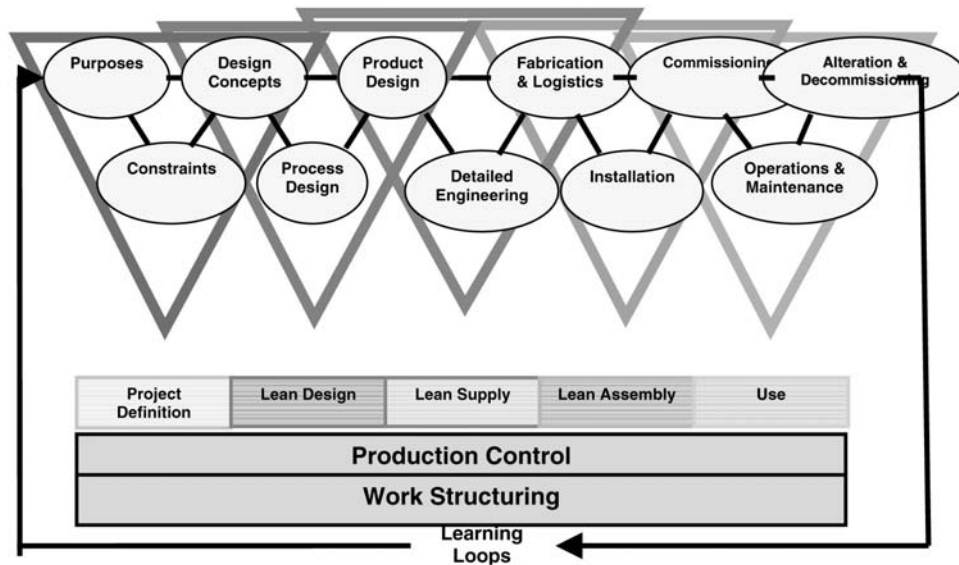 Purposes
Design
Concepts
Product
Design
Fabrication
& Logistics
Commissioning
Alteration &
Decommissioning
Constraints
Process
Design
Detailed
Engineering
Installation
Operations &
Maintenance
Project
Definition
Lean Design
Lean Supply
Lean Assembly
Use
Production Control
Work Structuring
Learning
Loops